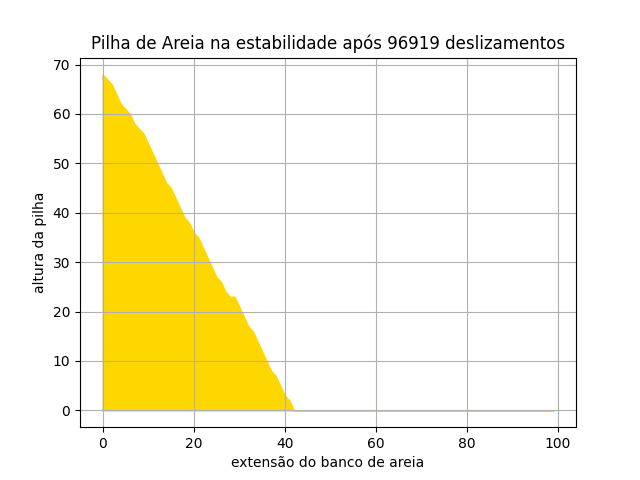 Pilha de Areia na estabilidade após 96919 deslizamentos
70
60
50
40
30
20
10
0
altura da pilha
0 20 40 60 80 100
extensão do banco de areia